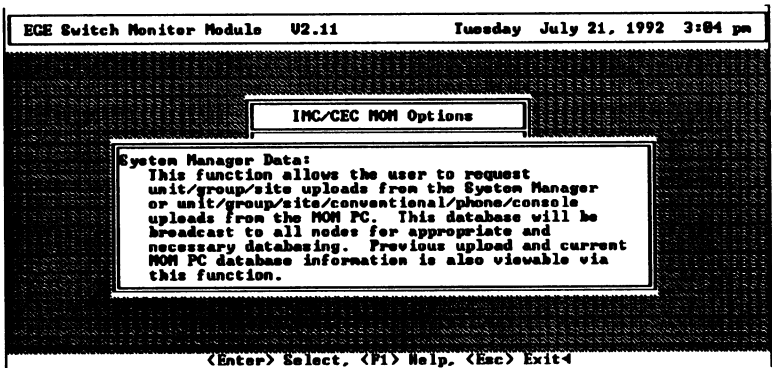 EGE Switch Monitor Module V2.11 Tuesday July 21, 1992 3:04 pm
IMC/CEC MOM Options
System Manager Data:
This function allows the user to request
unit/group/site uploads from the System Manager
or unit/group/site/conventional/phone/console
uploads from the MOM PC. This database will be
broadcast to all nodes for appropriate and
necessary databasing. Previous upload and current
MOM PC database information is also viewable via
this function.
<Enter> Select, <F1> Help, <Esc> Exit◄